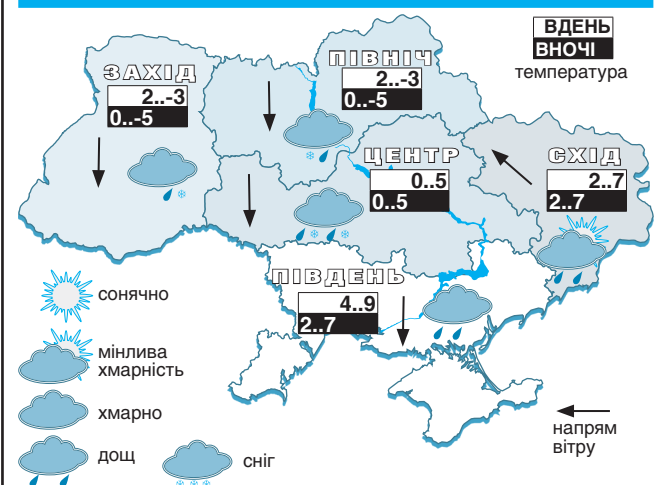 ВДЕНЬ
ВНОЧІ
температура
ЗАХІД
2..-3
0..-5
ПІВНІЧ
2..-3
0..-5
ЦЕНТР
0..5
0..5
СХІД
2..7
2..7
ПІВДЕНЬ
4..9
2..7
сонячно
мінлива
хмарність
хмарно
дощ
сніг
напрям
вітру